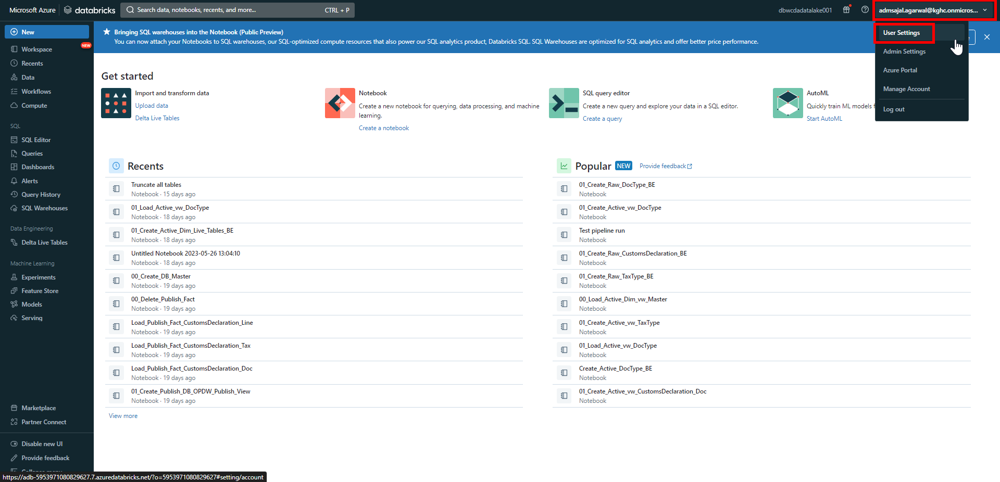 Microsoft Azure
databricks
Search data, notebooks, recents, and more...
CTRL + P
dbwcdadatalake001
admsajal.agarwal@kghc.onmicros...
New
Workspace
NEW
Recents
Data
Workflows
Compute
SQL
SQL Editor
Queries
Dashboards
Alerts
Query History
SQL Warehouses
Data Engineering
Delta Live Tables
Machine Learning
Experiments
Feature Store
Models
Serving
Marketplace
Partner Connect
Disable new UI
Provide feedback
Collapse menu
Bringing SQL warehouses into the Notebook (Public Preview)
You can now attach your Notebooks to SQL warehouses, our SQL-optimized compute resources that also power our SQL analytics product, Databricks SQL. SQL Warehouses are optimized for SQL analytics and offer better price performance.
User Settings
Admin Settings
Azure Portal
Manage Account
Log out
Get started
Import and transform data
Upload data
Delta Live Tables
Notebook
Create a new notebook for querying, data processing, and machine
learning.
Create a notebook
SQL query editor
Create a new query and explore your data in a SQL editor.
Create a query
AutoML
Quickly train ML models f
Start AutoML
Recents
Truncate all tables
Notebook · 15 days ago
01_Load_Active_vw_DocType
Notebook · 18 days ago
01_Create_Active_Dim_Live_Tables_BE
Notebook · 18 days ago
Untitled Notebook 2023-05-26 13:04:10
Notebook · 18 days ago
00_Create_DB_Master
Notebook · 19 days ago
00_Delete_Publish_Fact
Notebook · 19 days ago
Load_Publish_Fact_CustomsDeclaration_Line
Notebook · 19 days ago
Load_Publish_Fact_CustomsDeclaration_Tax
Notebook · 19 days ago
Load_Publish_Fact_CustomsDeclaration_Doc
Notebook · 19 days ago
01_Create_Publish_DB_OPDW_Publish_View
Notebook · 19 days ago
View more
Popular NEW Provide feedback
01_Create_Raw_DocType_BE
Notebook
01_Create_Active_vw_DocType
Notebook
Test pipeline run
Notebook
01_Create_Raw_CustomsDeclaration_BE
Notebook
01_Create_Raw_TaxType_BE
Notebook
00_Load_Active_Dim_vw_Master
Notebook
01_Create_Active_vw_TaxType
Notebook
01_Load_Active_vw_DocType
Notebook
Create_Active_DocType_BE
Notebook
01_Create_Active_vw_CustomsDeclaration_Doc
Notebook
https://adb-5953971080829627.7.azuredatabricks.net/?o=5953971080829627#setting/account